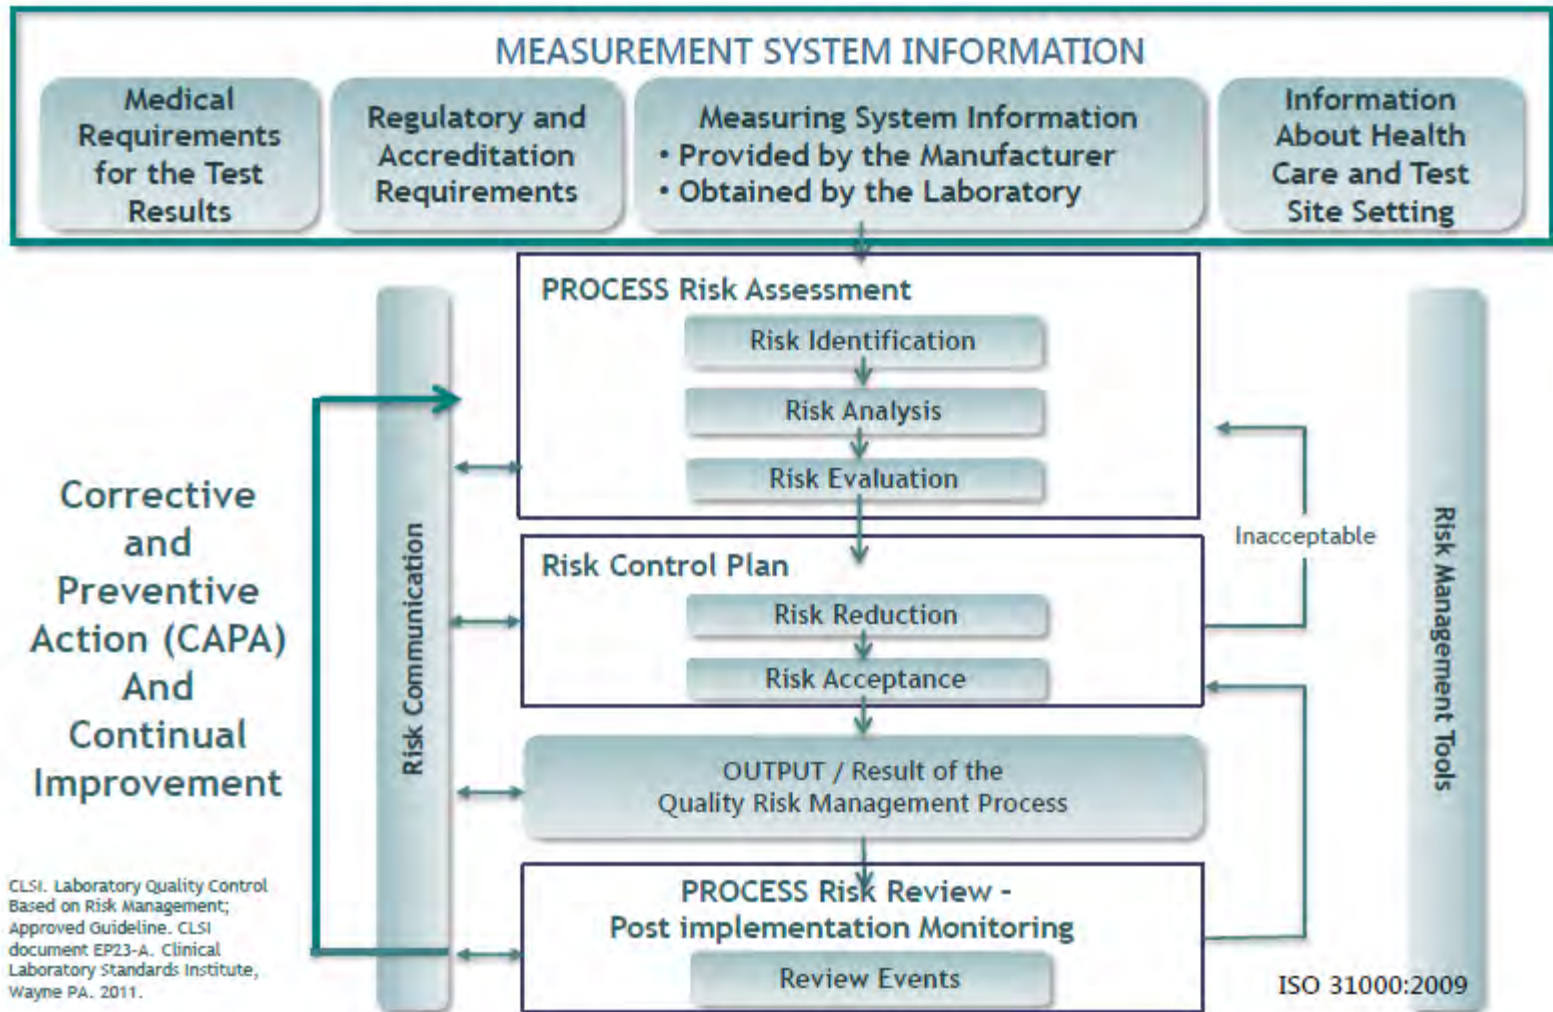 MEASUREMENT SYSTEM INFORMATION
Medical
Requirements
for the Test
Results
Regulatory and
Accreditation
Requirements
Measuring System Information
• Provided by the Manufacturer
• Obtained by the Laboratory
Information
About Health
Care and Test
Site Setting
PROCESS Risk Assessment
Risk Identification
Risk Analysis
Risk Evaluation
Inacceptable
Risk Control Plan
Risk Reduction
Risk Acceptance
OUTPUT / Result of the
Quality Risk Management Process
PROCESS Risk Review -
Post implementation Monitoring
Review Events
Risk Communication
Risk Management Tools
Corrective
and
Preventive
Action (CAPA)
And
Continual
Improvement
CLSI. Laboratory Quality Control
Based on Risk Management;
Approved Guideline. CLSI
document EP23-A. Clinical
Laboratory Standards Institute,
Wayne PA. 2011.
ISO 31000:2009